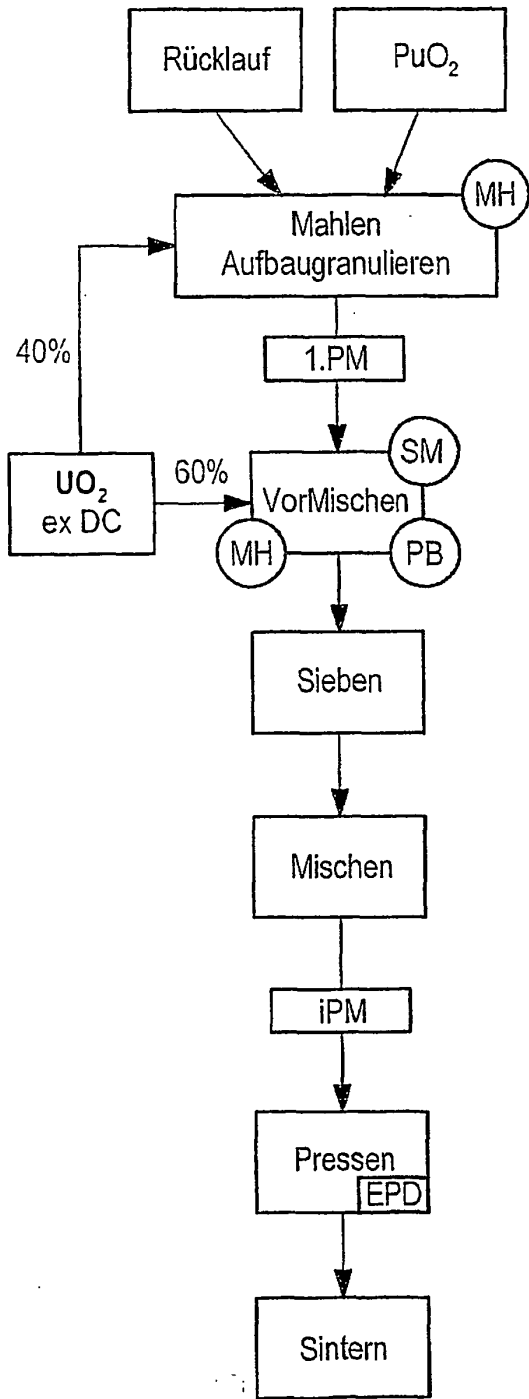 Rücklauf
PuO₂
MH
Mahlen
Aufbaugranulieren
40%
1.PM
SM
60%
UO₂
ex DC
VorMischen
MH
PB
Sieben
Mischen
iPM
Pressen
EPD
Sintern